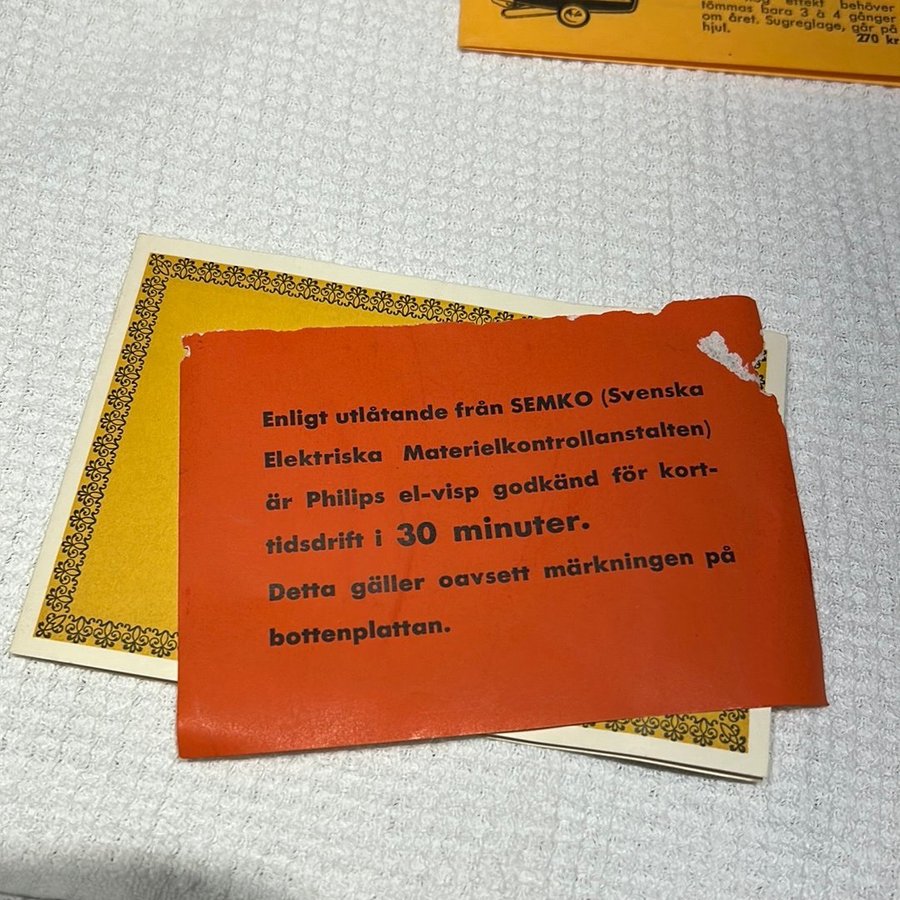 effekt behöver
tömmas bara 3 à 4 gånger
om året. Sugreglage, går på
hjul.
270 kr
Enligt utlåtande från SEMKO (Svenska
Elektriska Materielkontrollanstalten)
är Philips el-visp godkänd för kort-
tidsdrift i 30 minuter.
Detta gäller oavsett märkningen på
bottenplattan.